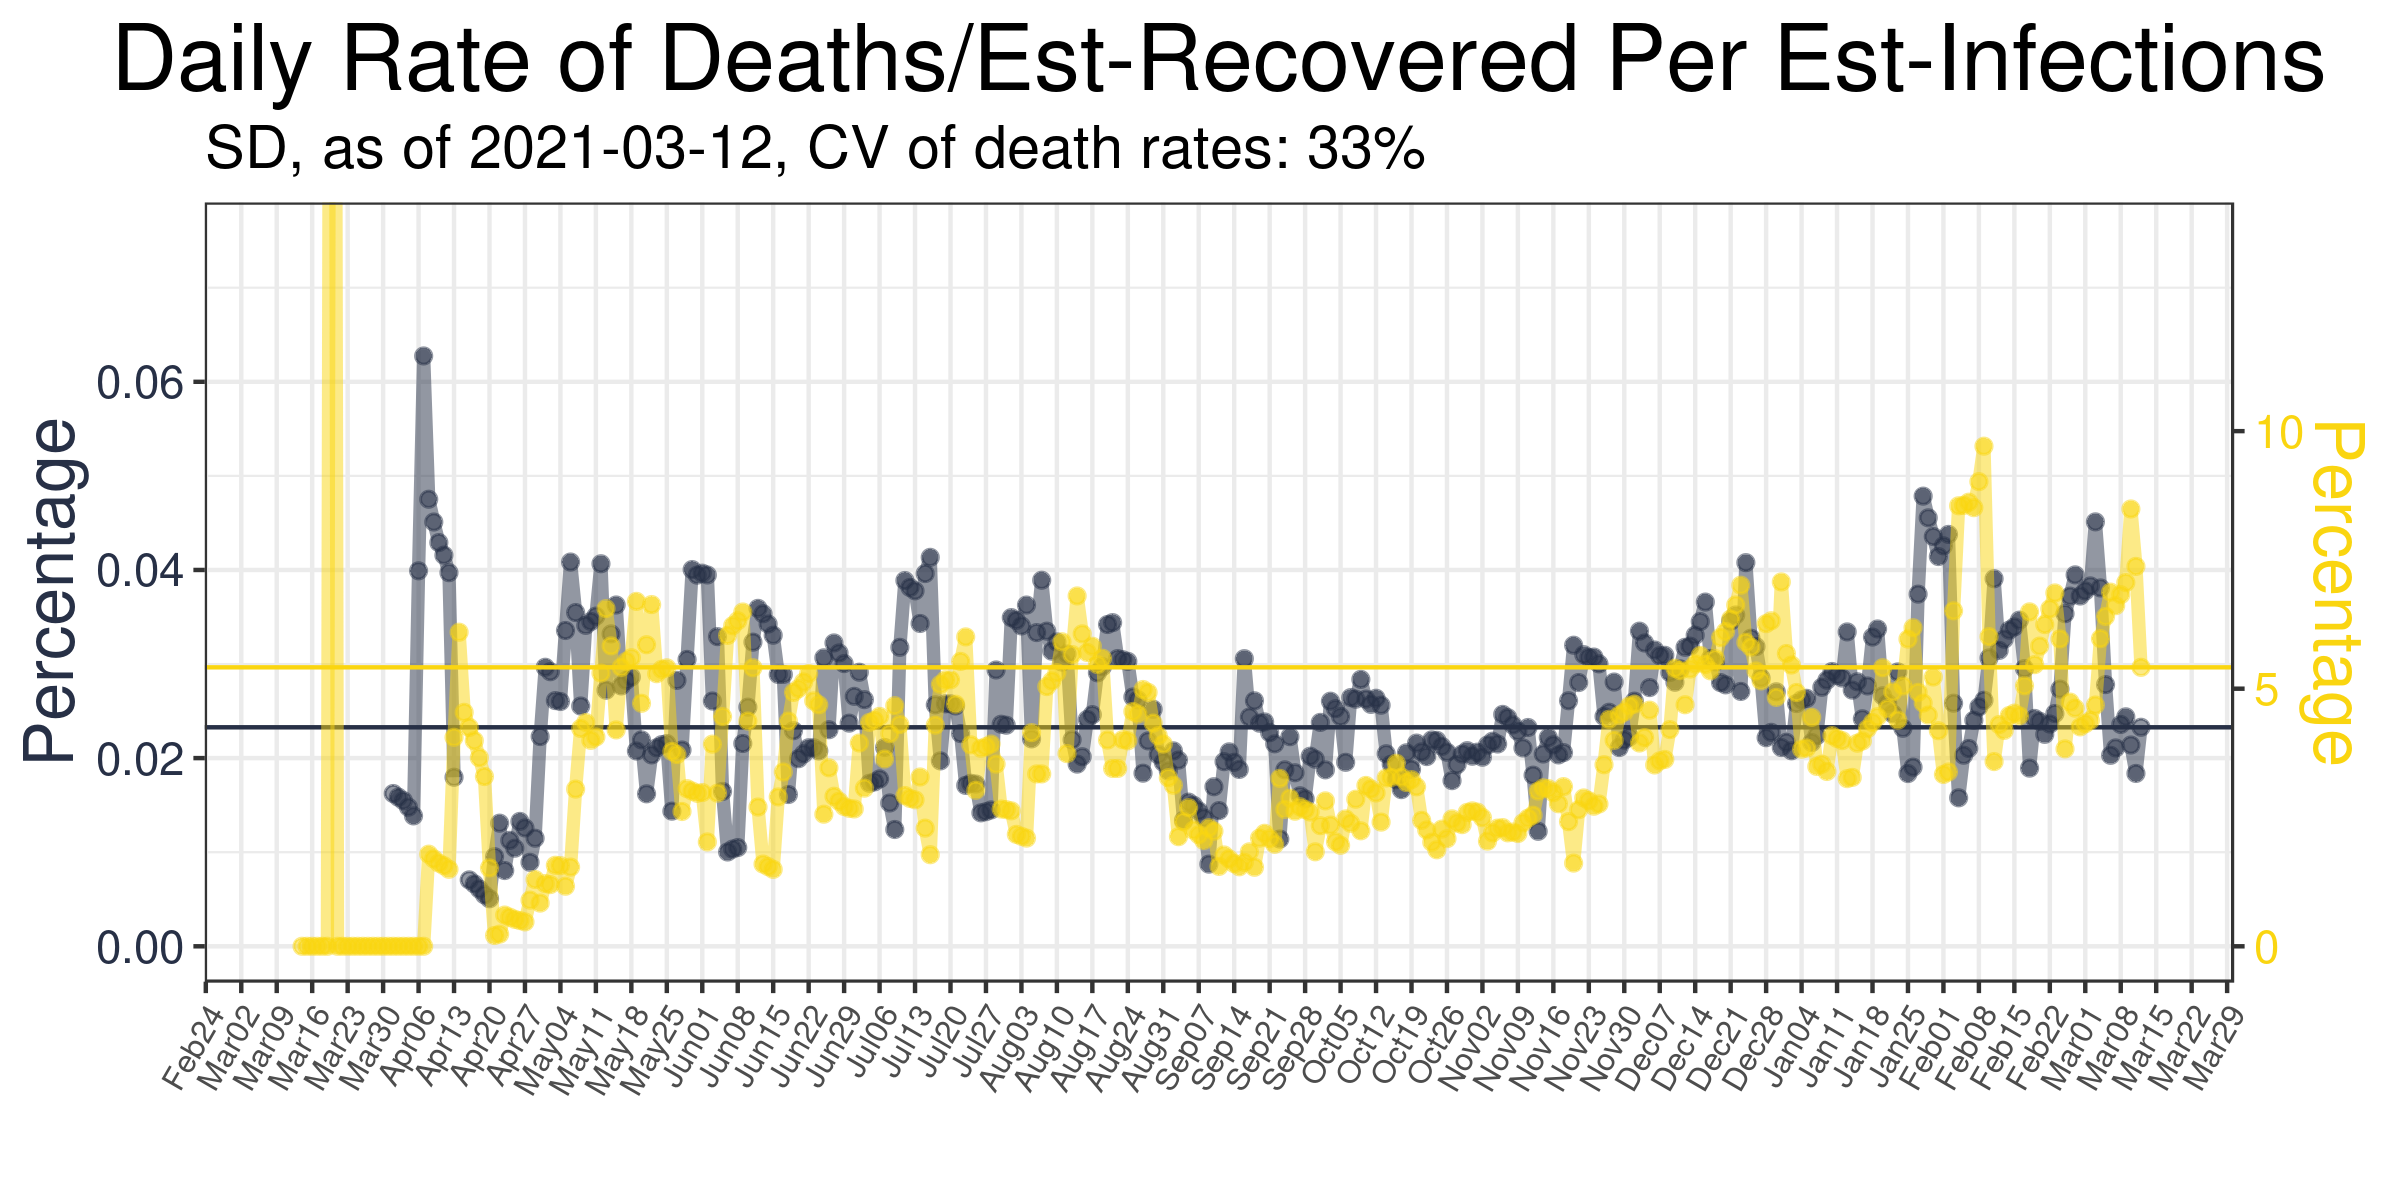 Daily Rate of Deaths/Est-Recovered Per Est-Infections
SD, as of 2021-03-12, CV of death rates: 33%
Percentage
0.06
0.04
0.02
0.00
10
5
0
Percentage
Feb24
Mar02
Mar09
Mar16
Mar23
Mar30
Apr06
Apr13
Apr20
Apr27
May04
May11
May18
May25
Jun01
Jun08
Jun15
Jun22
Jun29
Jul06
Jul13
Jul20
Jul27
Aug03
Aug10
Aug17
Aug24
Aug31
Sep07
Sep14
Sep21
Sep28
Oct05
Oct12
Oct19
Oct26
Nov02
Nov09
Nov16
Nov23
Nov30
Dec07
Dec14
Dec21
Dec28
Jan04
Jan11
Jan18
Jan25
Feb01
Feb08
Feb15
Feb22
Mar01
Mar08
Mar15
Mar22
Mar29